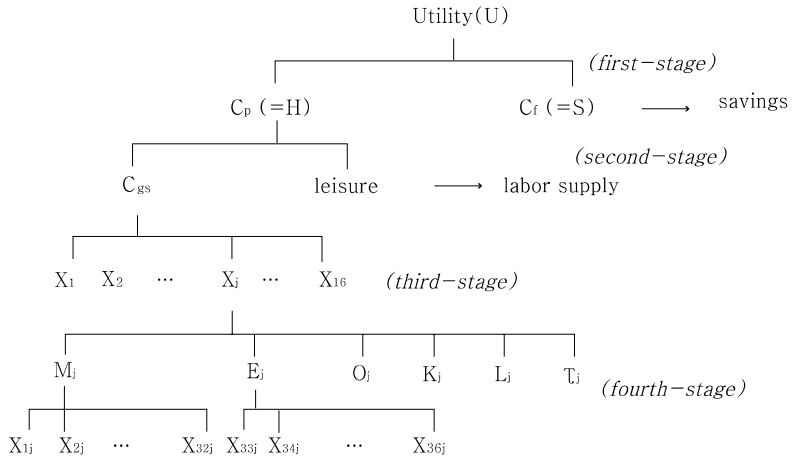 Utility(U)
(first-stage)
Cp (=H) Cf (=S) savings
(second-stage)
Cgs leisure labor supply
X1 X2 ... Xj ... X16 (third-stage)
Mj Ej Oj Kj Lj τj (fourth-stage)
X1j X2j ... X32j X33j X34j ... X36j